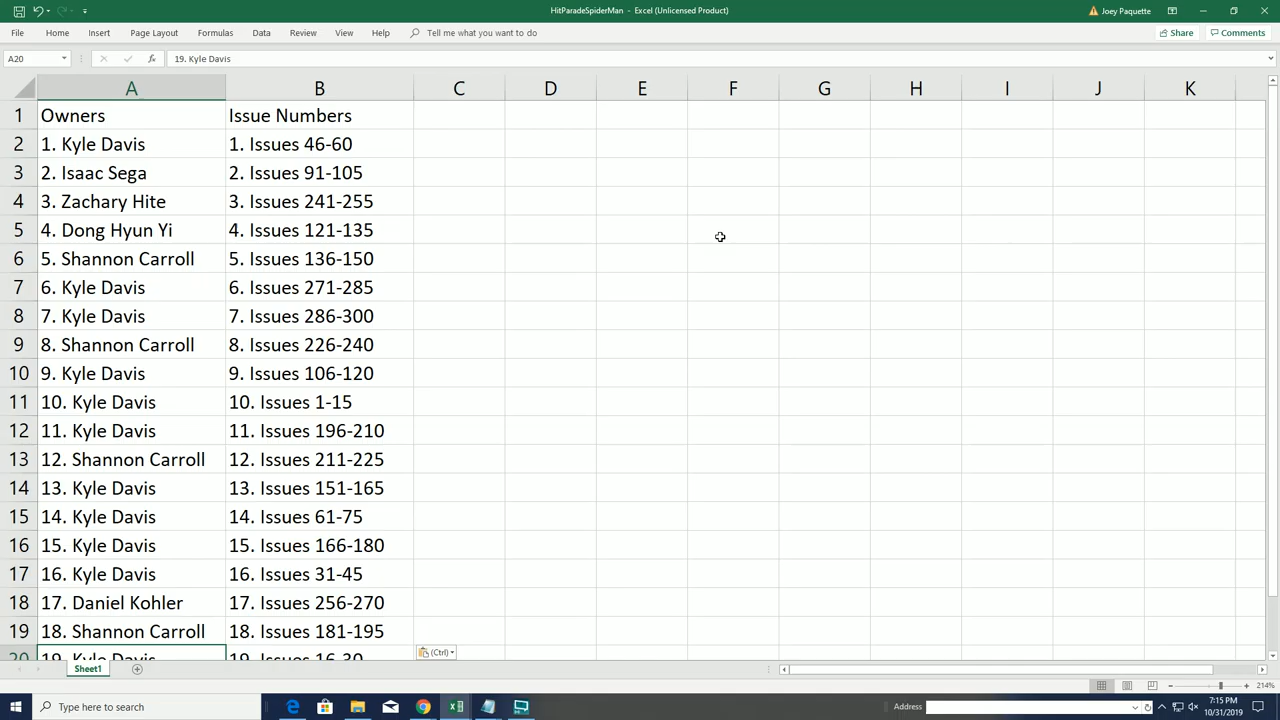 HitParadeSpiderMan - Excel (Unlicensed Product)
Joey Paquette
File Home Insert Page Layout Formulas Data Review View Help Tell me what you want to do
Share Comments
A20 19. Kyle Davis
A B C D E F G H I J K
1 Owners Issue Numbers
2 1. Kyle Davis 1. Issues 46-60
3 2. Isaac Sega 2. Issues 91-105
4 3. Zachary Hite 3. Issues 241-255
5 4. Dong Hyun Yi 4. Issues 121-135
6 5. Shannon Carroll 5. Issues 136-150
7 6. Kyle Davis 6. Issues 271-285
8 7. Kyle Davis 7. Issues 286-300
9 8. Shannon Carroll 8. Issues 226-240
10 9. Kyle Davis 9. Issues 106-120
11 10. Kyle Davis 10. Issues 1-15
12 11. Kyle Davis 11. Issues 196-210
13 12. Shannon Carroll 12. Issues 211-225
14 13. Kyle Davis 13. Issues 151-165
15 14. Kyle Davis 14. Issues 61-75
16 15. Kyle Davis 15. Issues 166-180
17 16. Kyle Davis 16. Issues 31-45
18 17. Daniel Kohler 17. Issues 256-270
19 18. Shannon Carroll 18. Issues 181-195
20 19. Kyle Davis 19. Issues 16-30
(Ctrl)
Sheet1
214%
Type here to search
Address
7:15 PM
10/31/2019